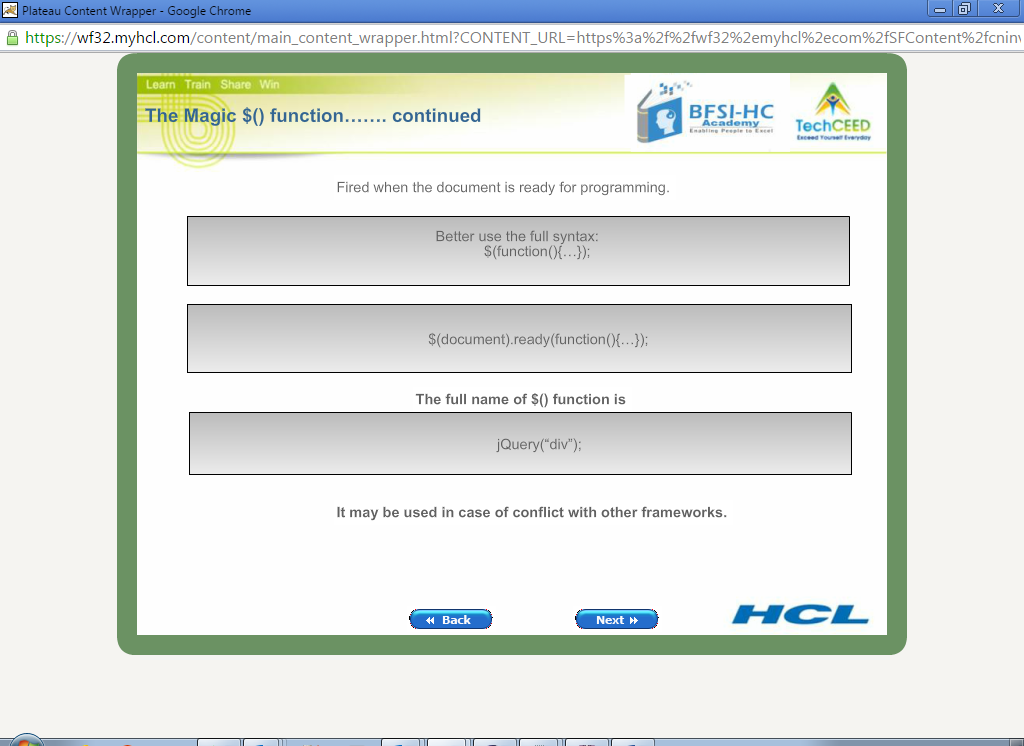 Plateau Content Wrapper - Google Chrome
https://wf32.myhcl.com/content/main_content_wrapper.html?CONTENT_URL=https%3a%2f%2fwf32%2emyhcl%2ecom%2fSFContent%2fcninv
Learn Train Share Win
The Magic $() function……. continued
BFSI-HC
Academy
Enabling People to Excel
TechCEED
Exceed Yourself Everyday
Fired when the document is ready for programming.
Better use the full syntax:
$(function(){…});
$(document).ready(function(){…});
The full name of $() function is
jQuery(“div”);
It may be used in case of conflict with other frameworks.
Back
Next
HCL